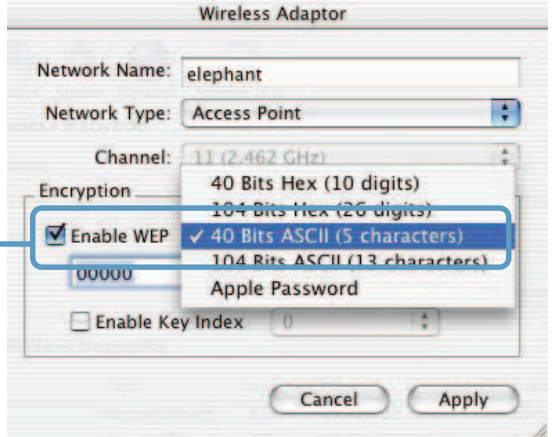 Wireless Adaptor
Network Name: elephant
Network Type: Access Point
Channel: 11 (2.462 GHz)
Encryption
40 Bits Hex (10 digits)
104 Bits Hex (26 digits)
Enable WEP ✓ 40 Bits ASCII (5 characters)
104 Bits ASCII (13 characters)
00000
Apple Password
Enable Key Index 0
Cancel Apply